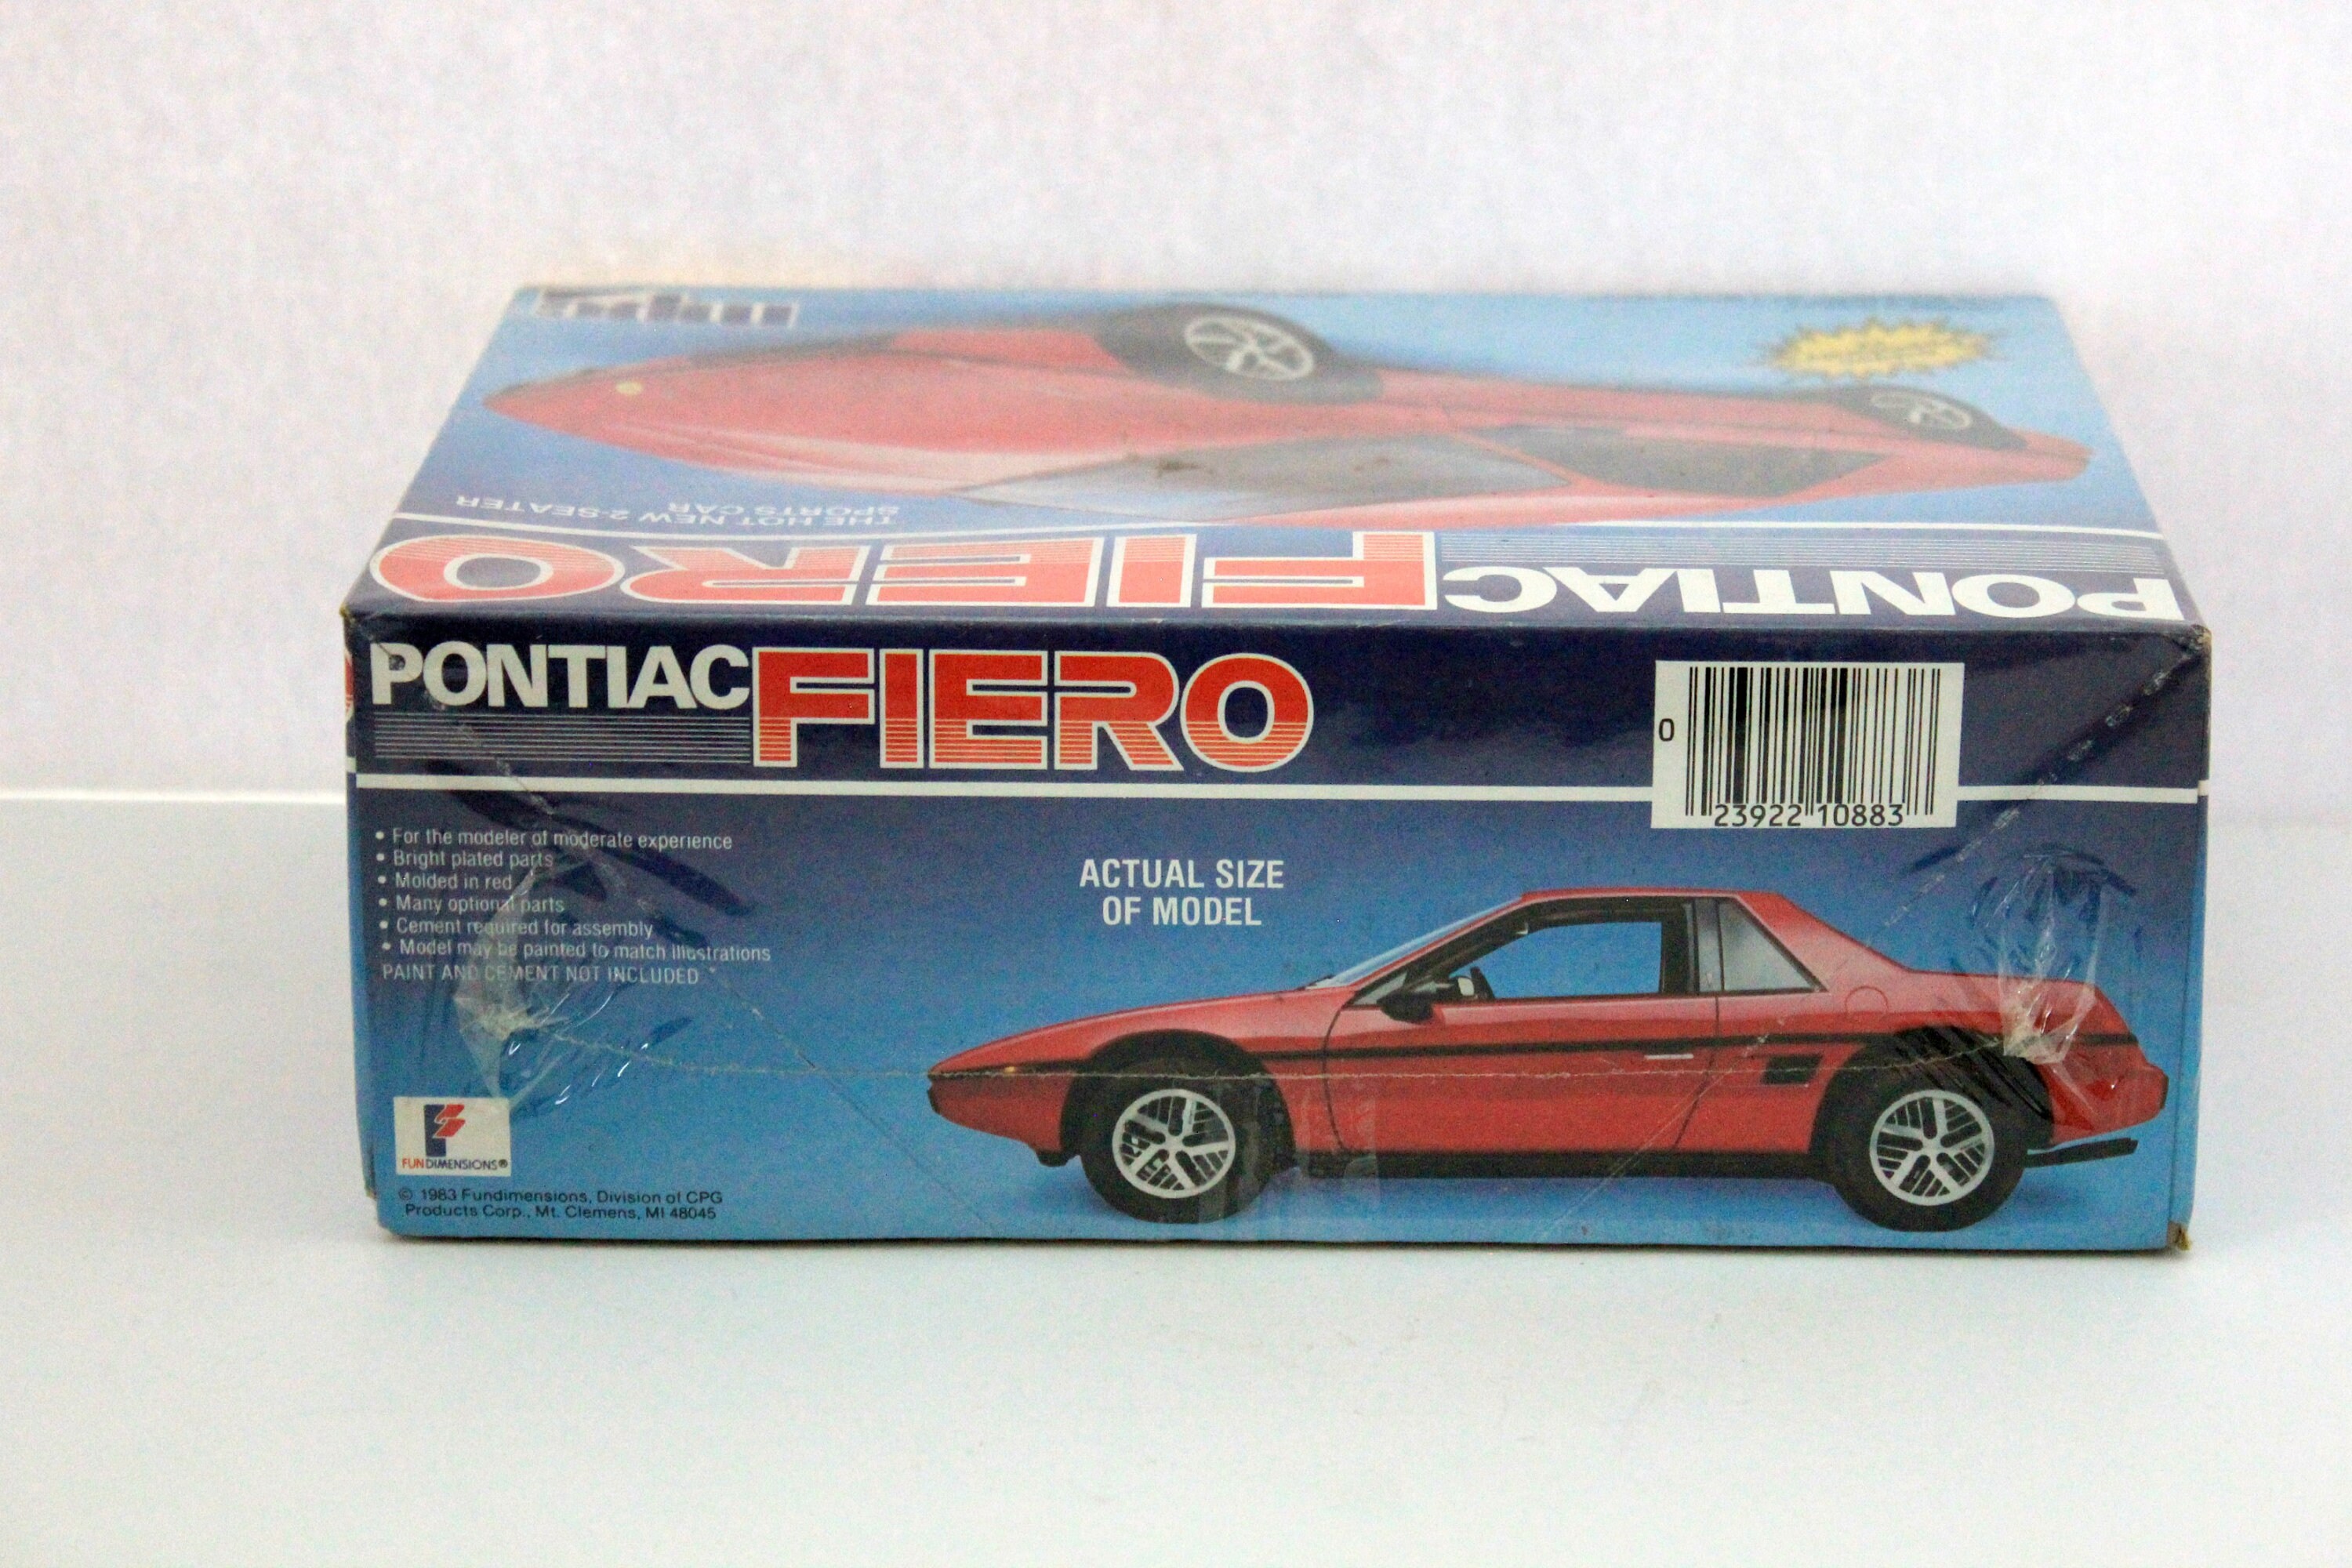 THE HOT NEW 2-SEATER
SPORTS CAR
PONTIAC FIERO
PONTIAC FIERO
0
23922 10883
• For the modeler of moderate experience
• Bright plated parts
• Molded in red
• Many optional parts
• Cement required for assembly
• Model may be painted to match illustrations
PAINT AND CEMENT NOT INCLUDED
ACTUAL SIZE
OF MODEL
FUNDIMENSIONS®
© 1983 Fundimensions, Division of CPG
Products Corp., Mt. Clemens, MI 48045